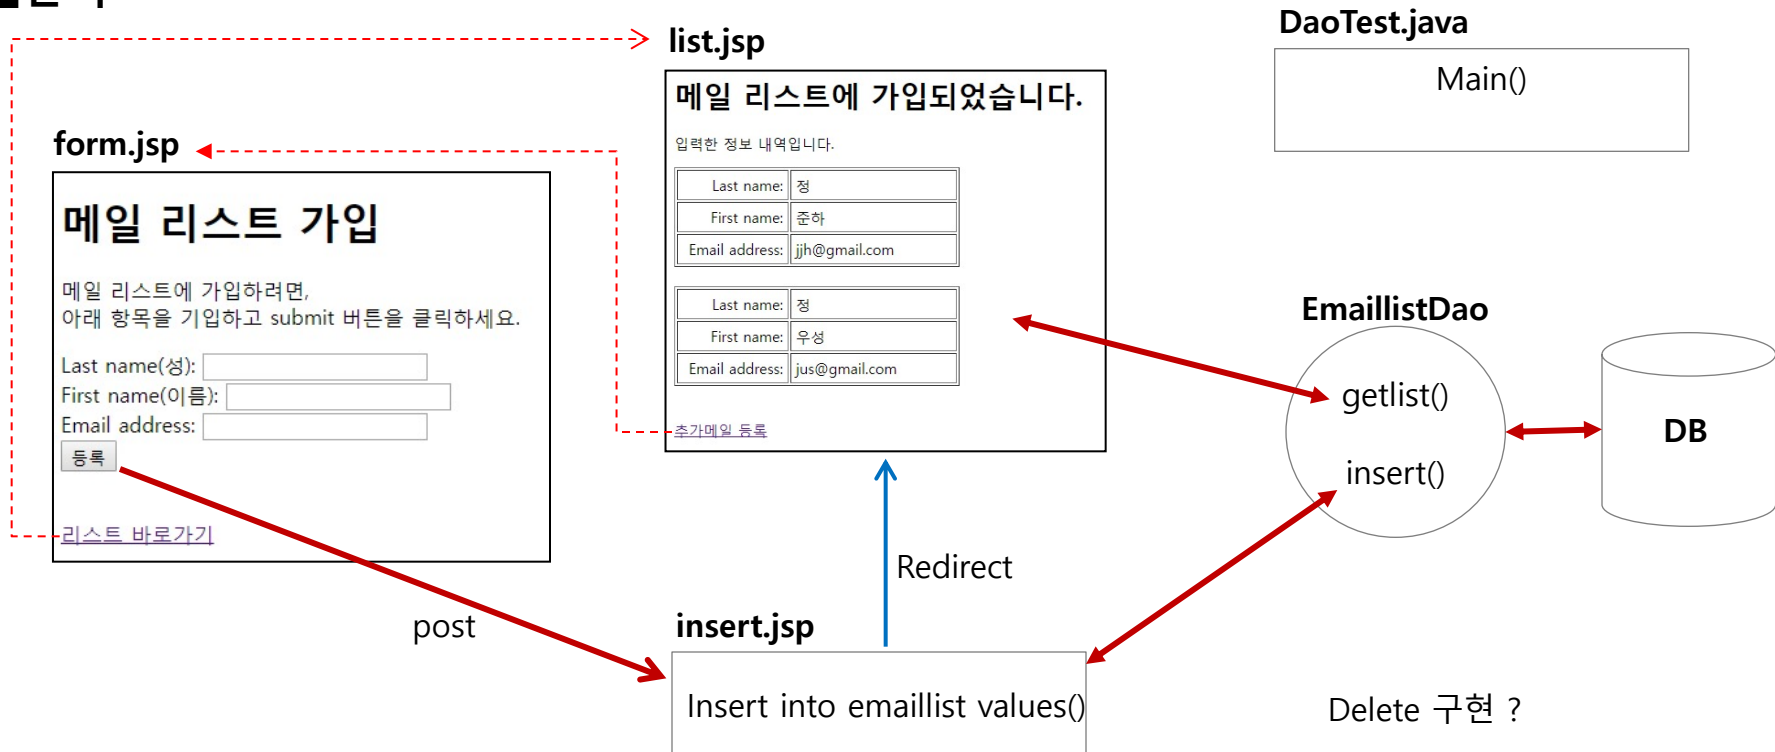 list.jsp
메일 리스트에 가입되었습니다.
입력한 정보 내역입니다.
Last name: 정
First name: 준하
Email address: jjh@gmail.com
Last name: 정
First name: 우성
Email address: jus@gmail.com
추가메일 등록
DaoTest.java
Main()
form.jsp
메일 리스트 가입
메일 리스트에 가입하려면,
아래 항목을 기입하고 submit 버튼을 클릭하세요.
Last name(성):
First name(이름):
Email address:
등록
리스트 바로가기
EmaillistDao
getlist()
insert()
DB
Redirect
post
insert.jsp
Insert into emaillist values()
Delete 구현 ?